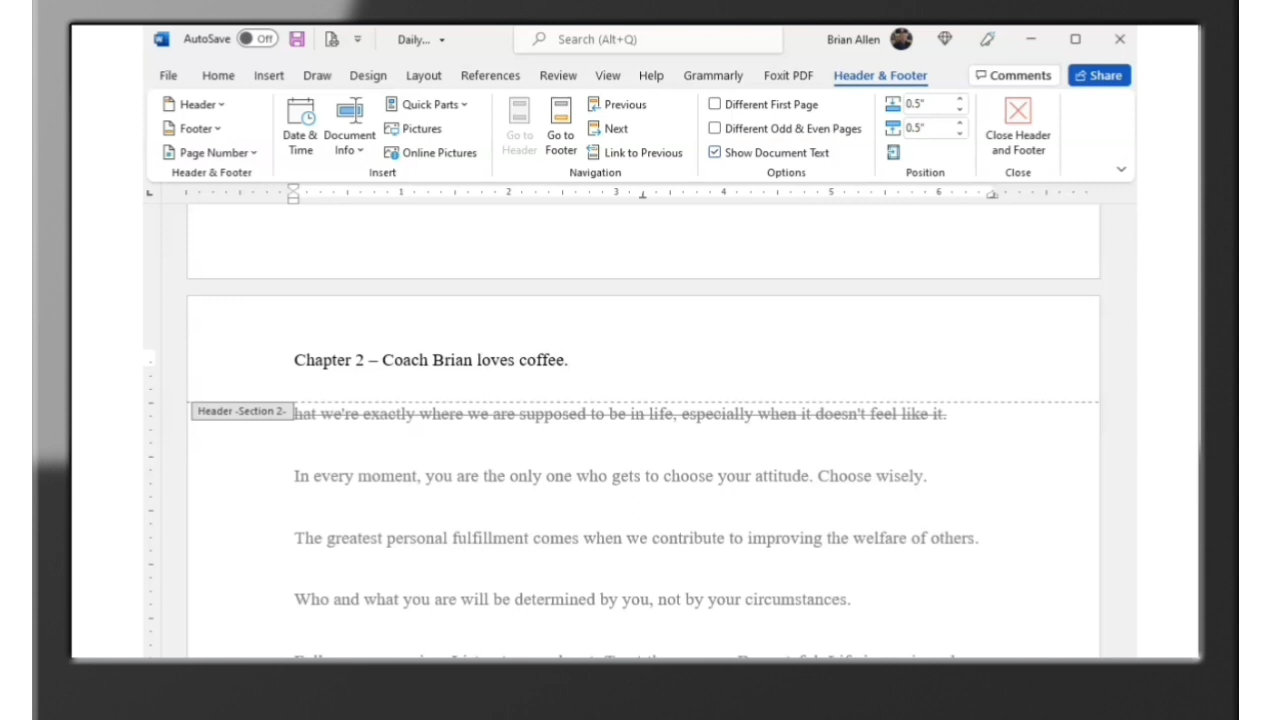 AutoSave Off Daily... Search (Alt+Q) Brian Allen
File Home Insert Draw Design Layout References Review View Help Grammarly Foxit PDF Header & Footer Comments Share
Header
Footer
Page Number
Header & Footer
Date & Time
Document Info
Quick Parts
Pictures
Online Pictures
Insert
Go to Header
Go to Footer
Previous
Next
Link to Previous
Navigation
Different First Page
Different Odd & Even Pages
Show Document Text
Options
0.5"
0.5"
Position
Close Header
and Footer
Close
1 2 3 4 5 6
Chapter 2 – Coach Brian loves coffee.
Header -Section 2-
hat we're exactly where we are supposed to be in life, especially when it doesn't feel like it.
In every moment, you are the only one who gets to choose your attitude. Choose wisely.
The greatest personal fulfillment comes when we contribute to improving the welfare of others.
Who and what you are will be determined by you, not by your circumstances.